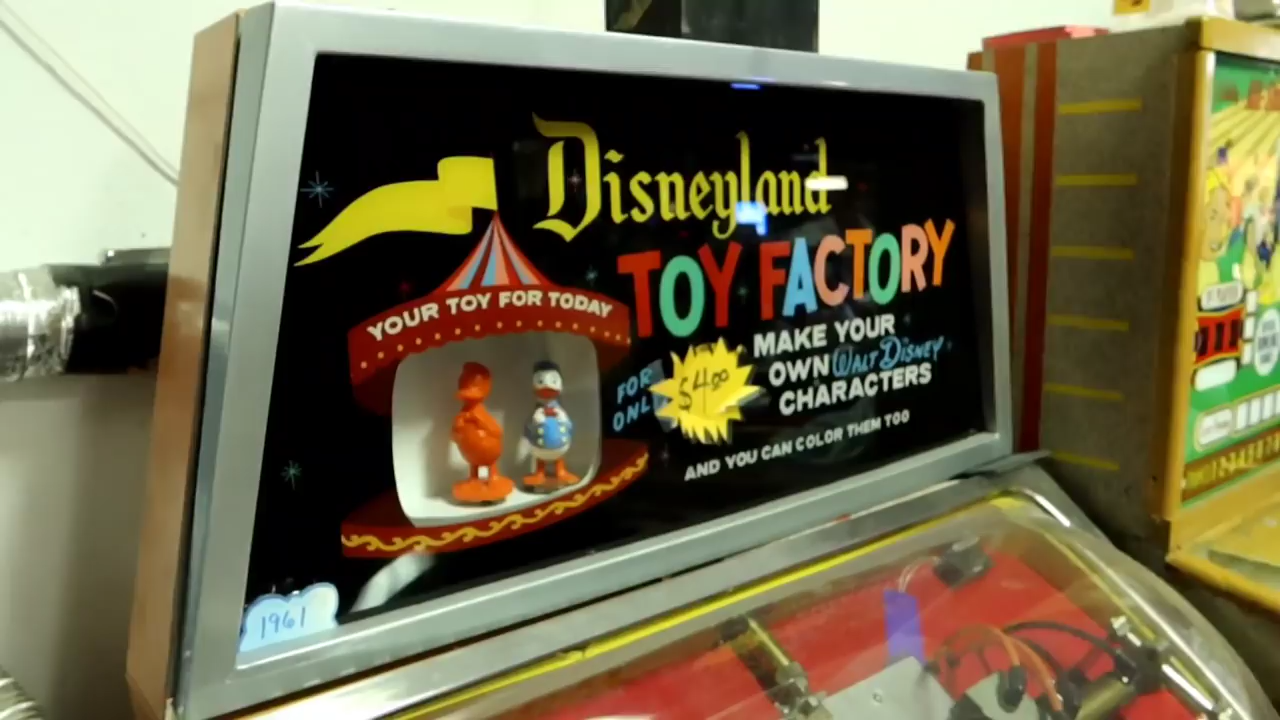 Disneyland
TOY FACTORY
YOUR TOY FOR TODAY
MAKE YOUR
OWN WALT DISNEY
CHARACTERS
FOR
ONLY
$4.00
AND YOU CAN COLOR THEM TOO
1961